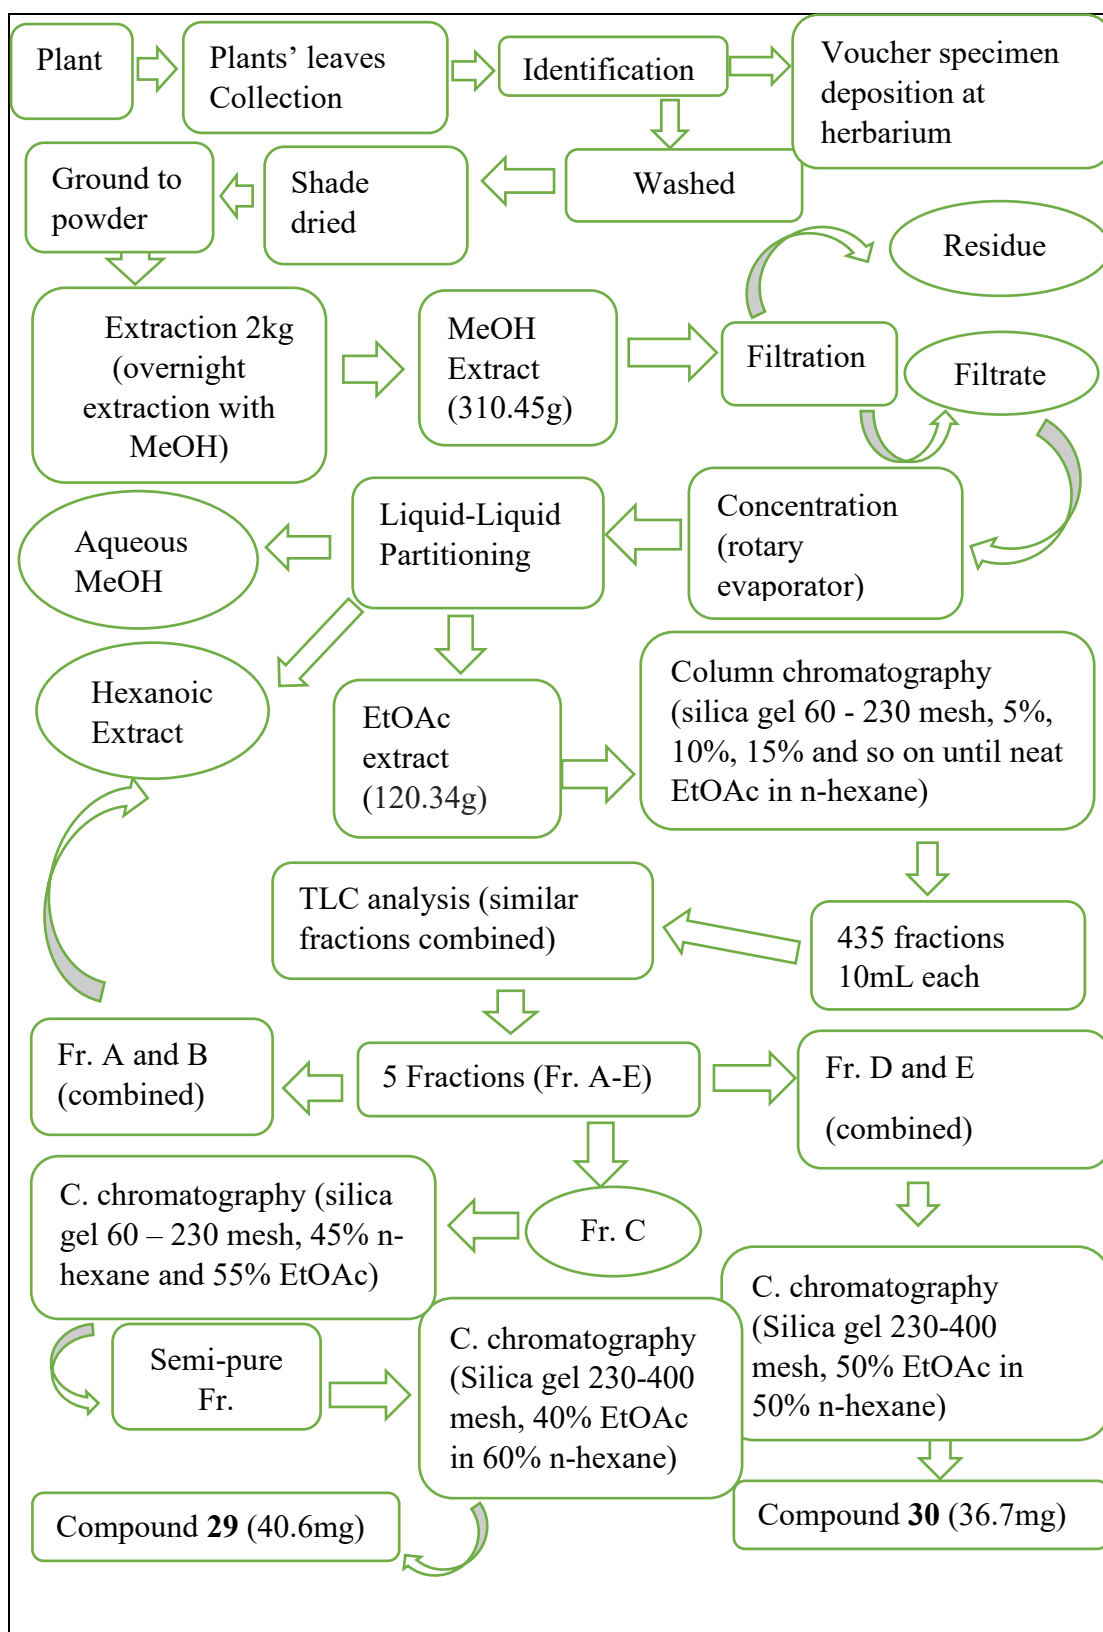 Plant
Plants’ leaves
Collection
Identification
Voucher specimen
deposition at
herbarium
Ground to
powder
Shade
dried
Washed
Residue
Extraction 2kg
(overnight
extraction with
MeOH)
MeOH
Extract
(310.45g)
Filtration
Filtrate
Aqueous
MeOH
Liquid-Liquid
Partitioning
Concentration
(rotary
evaporator)
Hexanoic
Extract
EtOAc
extract
(120.34g)
Column chromatography
(silica gel 60 - 230 mesh, 5%,
10%, 15% and so on until neat
EtOAc in n-hexane)
TLC analysis (similar
fractions combined)
435 fractions
10mL each
Fr. A and B
(combined)
5 Fractions (Fr. A-E)
Fr. D and E
(combined)
C. chromatography (silica
gel 60 – 230 mesh, 45% n-
hexane and 55% EtOAc)
Fr. C
Semi-pure
Fr.
C. chromatography
(Silica gel 230-400
mesh, 40% EtOAc
in 60% n-hexane)
C. chromatography
(Silica gel 230-400
mesh, 50% EtOAc in
50% n-hexane)
Compound 29 (40.6mg)
Compound 30 (36.7mg)